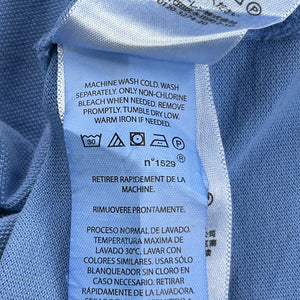 MACHINE WASH COLD. WASH
SEPARATELY. ONLY NON-CHLORINE
BLEACH WHEN NEEDED. REMOVE
PROMPTLY. TUMBLE DRY LOW.
WARM IRON IF NEEDED.
30 P
n° 1529 ®
RETIRER RAPIDEMENT DE LA
MACHINE.
RIMUOVERE PRONTAMENTE.
PROCESO NORMAL DE LAVADO.
TEMPERATURA MAXIMA DE
LAVADO 30°C, LAVAR CON
COLORES SIMILARES. USAR SÓLO
BLANQUEADOR SIN CLORO EN
CASO NECESARIO. RETIRAR
RÁPIDAMENTE DE LA LAVADORA.